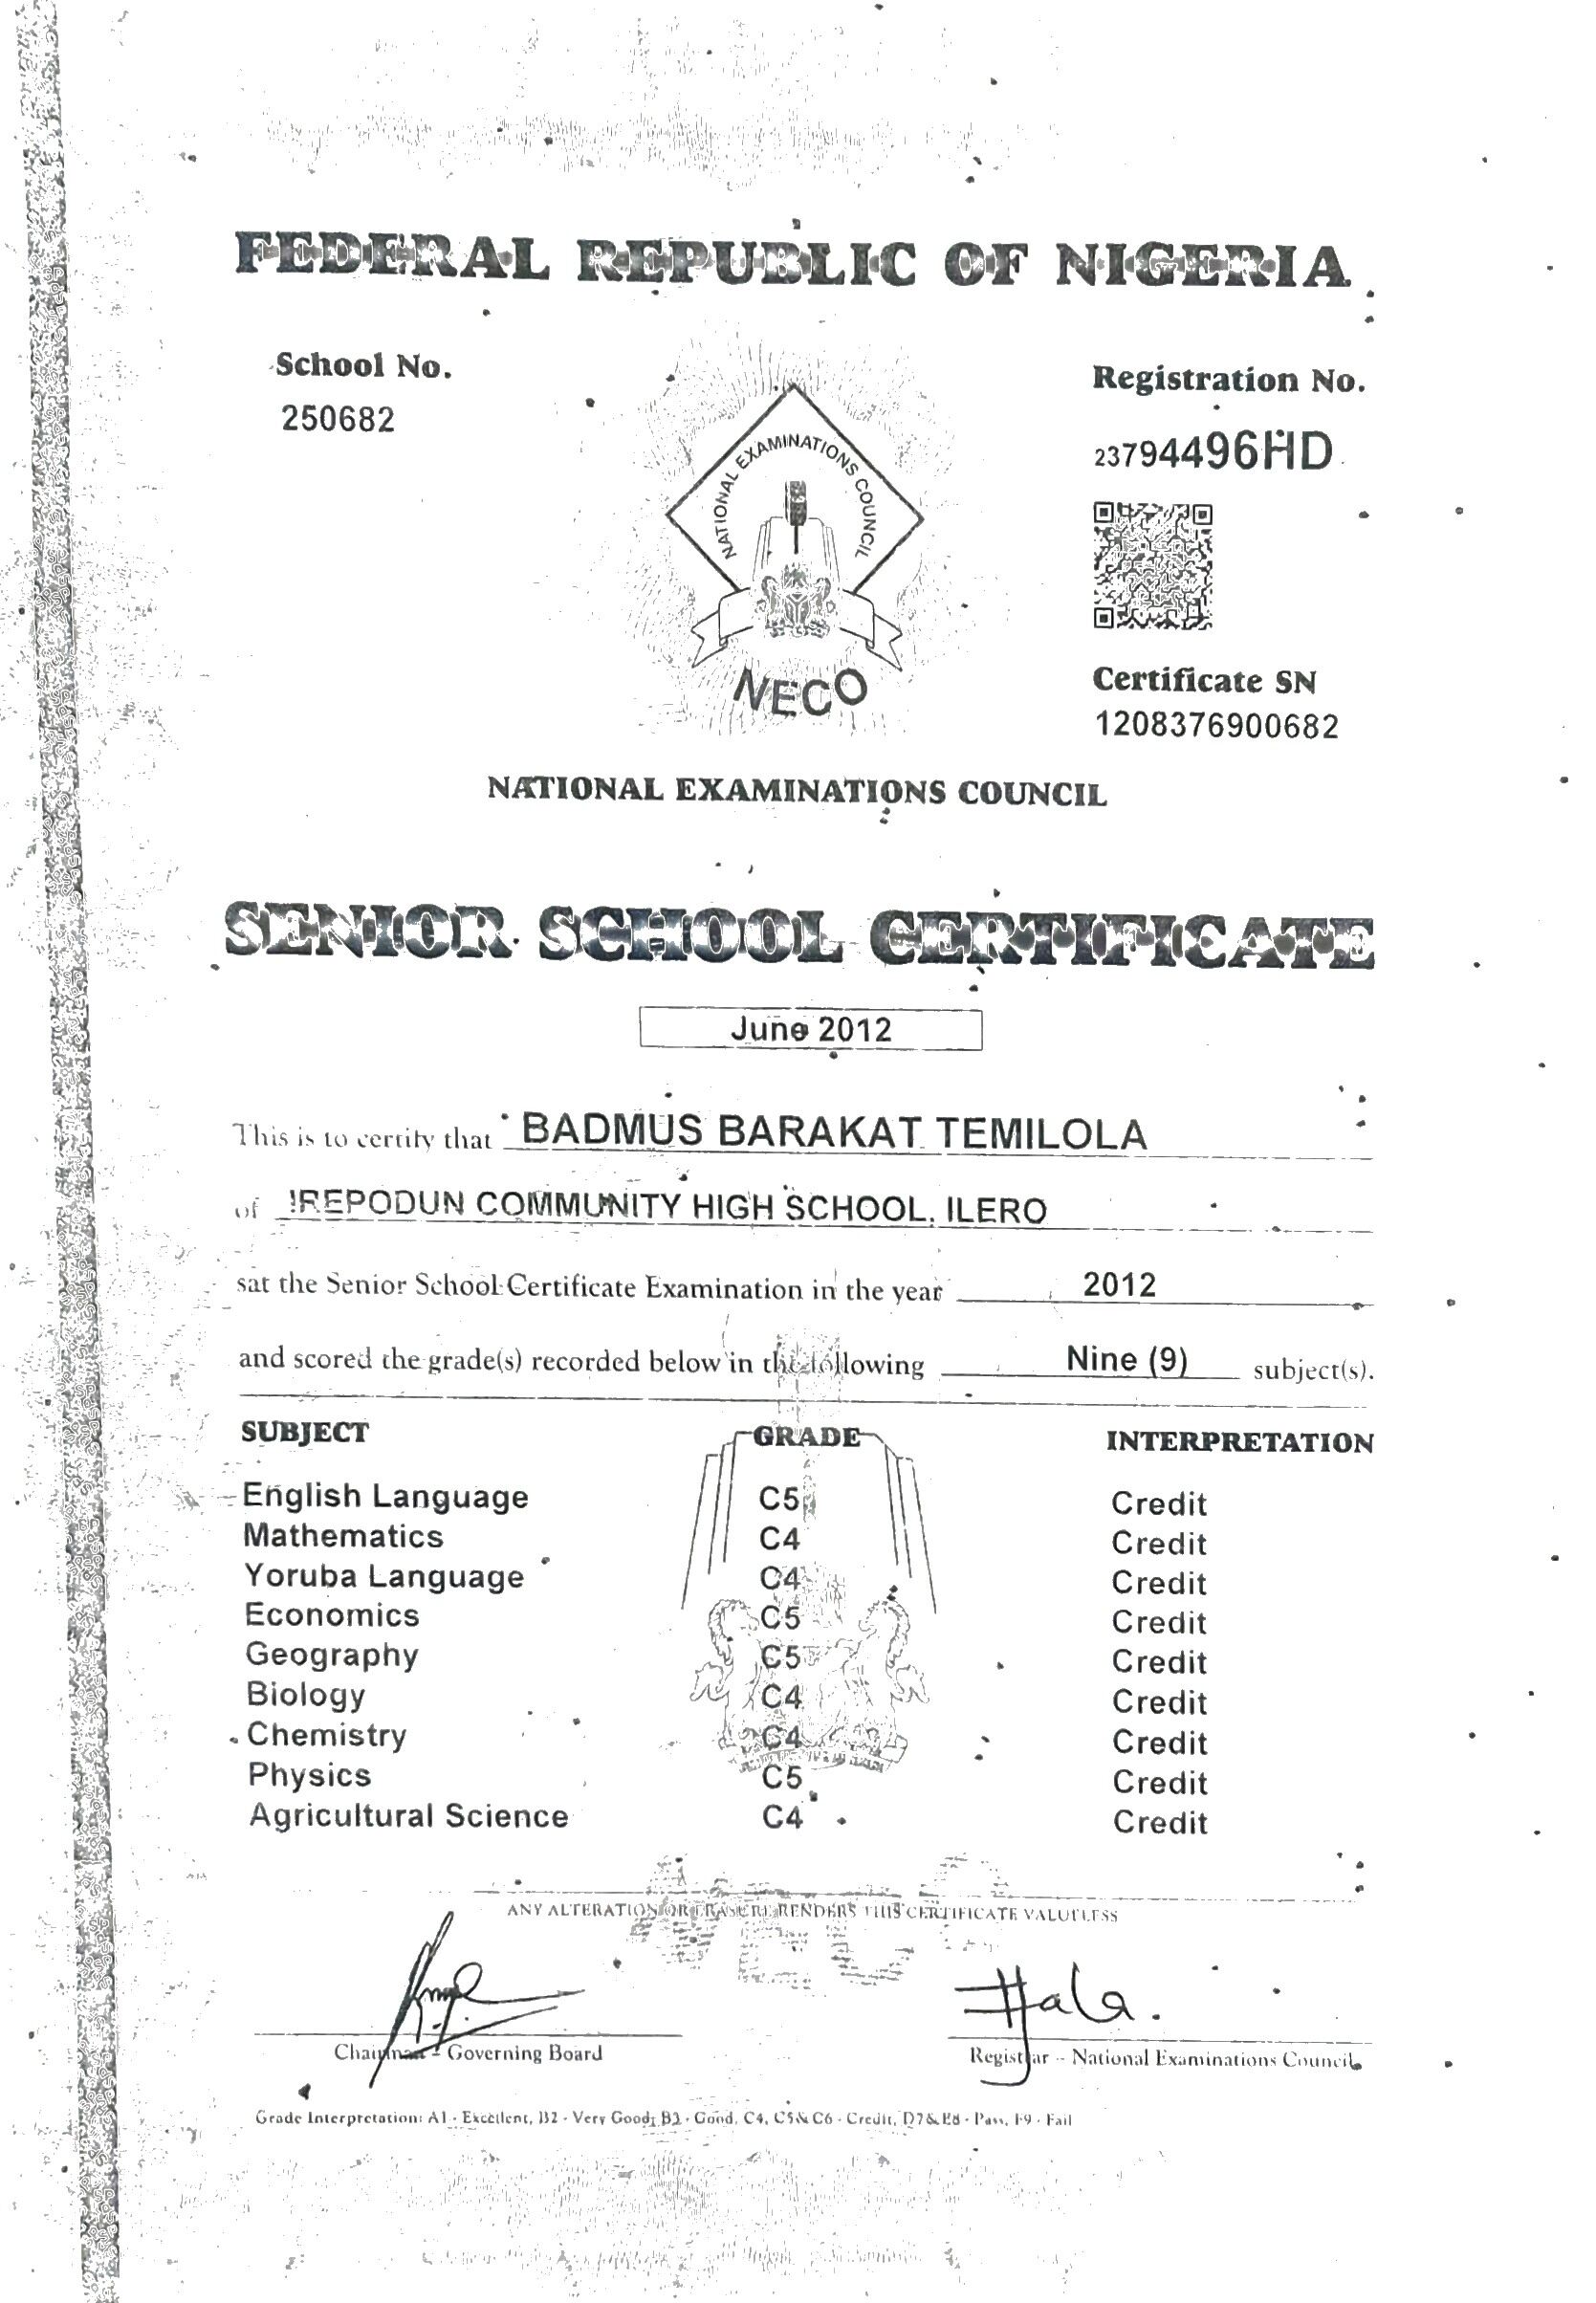 FEDERAL REPUBLIC OF NIGERIA
School No.
250682
Registration No.
23794496HD
NATIONAL EXAMINATIONS COUNCIL
NECO
Certificate SN
1208376900682
NATIONAL EXAMINATIONS COUNCIL
SENIOR SCHOOL CERTIFICATE
June 2012
This is to certify that BADMUS BARAKAT TEMILOLA
of IREPODUN COMMUNITY HIGH SCHOOL, ILERO
sat the Senior School Certificate Examination in the year 2012
and scored the grade(s) recorded below in the following Nine (9) subject(s).
SUBJECT GRADE INTERPRETATION
English Language C5 Credit
Mathematics C4 Credit
Yoruba Language C4 Credit
Economics C5 Credit
Geography C5 Credit
Biology C4 Credit
Chemistry C4 Credit
Physics C5 Credit
Agricultural Science C4 Credit
ANY ALTERATION OR ERASURE RENDERS THIS CERTIFICATE VALUELESS
Chairman - Governing Board
Registrar - National Examinations Council
Grade Interpretation: A1 - Excellent, B2 - Very Good, B3 - Good, C4, C5 & C6 - Credit, D7 & E8 - Pass, F9 - Fail